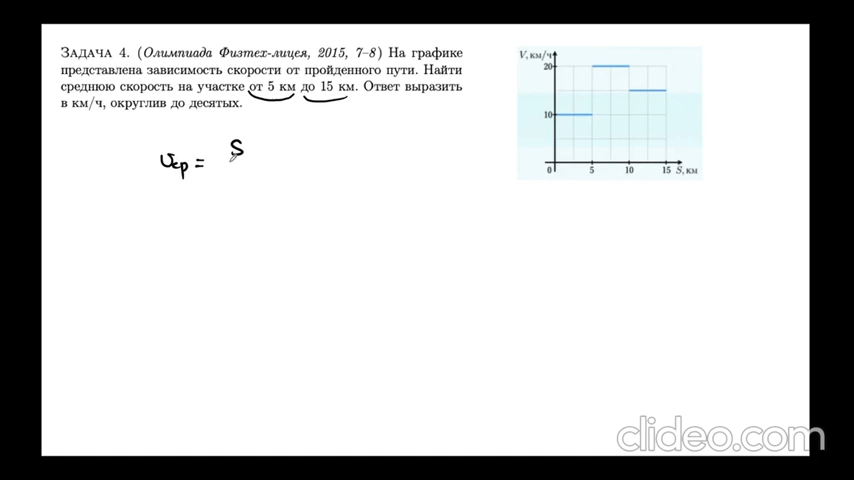 ЗАДАЧА 4. (Олимпиада Физтех-лицея, 2015, 7–8) На графике
представлена зависимость скорости от пройденного пути. Найти
среднюю скорость на участке от 5 км до 15 км. Ответ выразить
в км/ч, округлив до десятых.
V, км/ч
20
10
0 5 10 15 S, км
υср = S
clideo.com